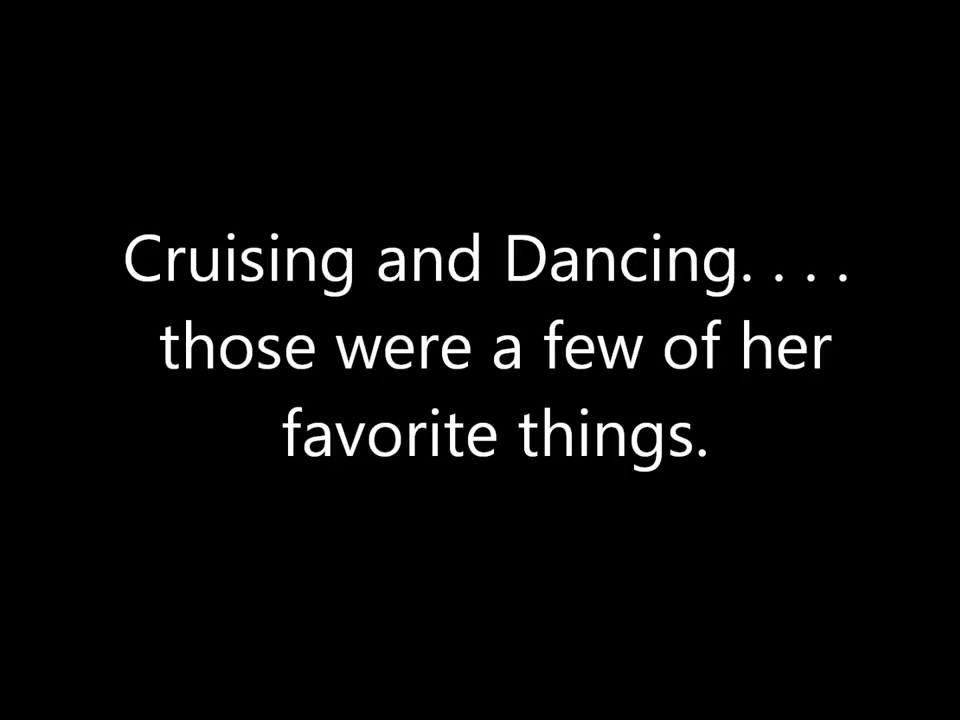 Cruising and Dancing. . . .
those were a few of her
favorite things.